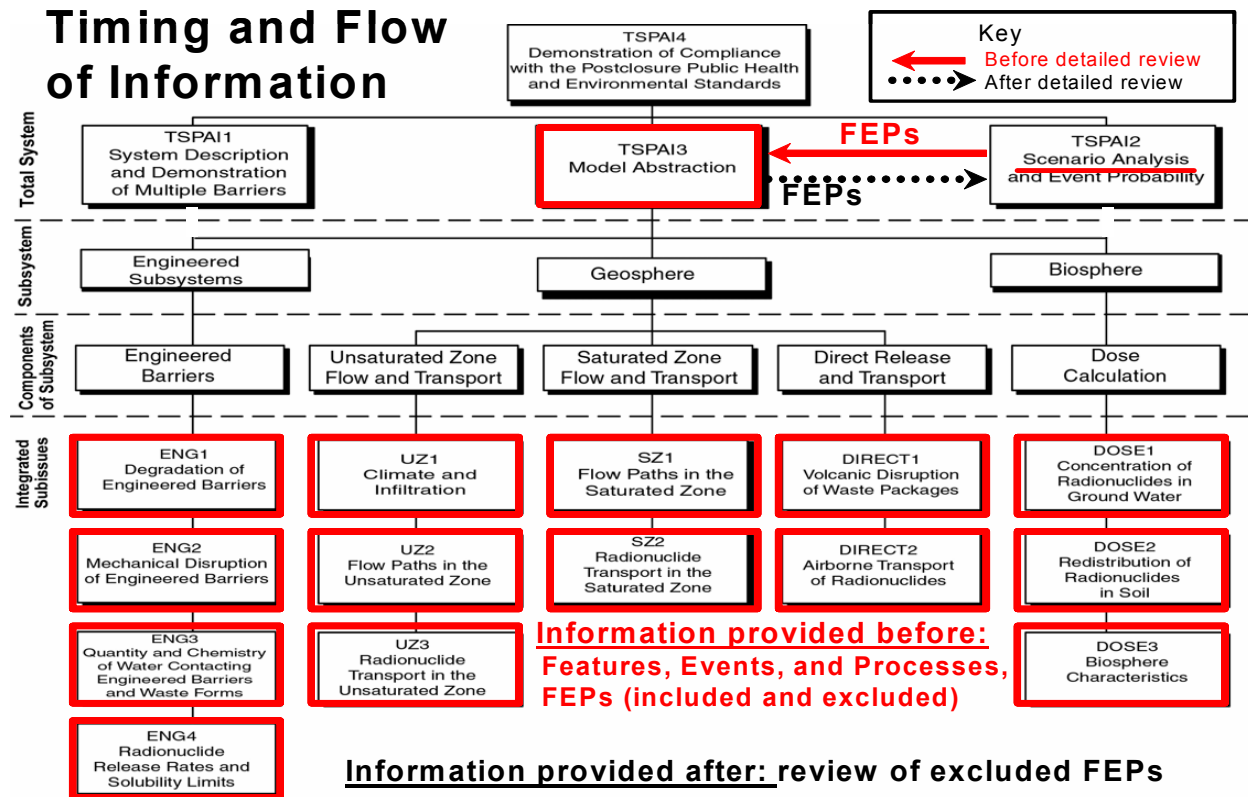 Timing and Flow
of Information
TSPAI4
Demonstration of Compliance
with the Postclosure Public Health
and Environmental Standards
Key
Before detailed review
After detailed review
Total System
TSPAI1
System Description
and Demonstration
of Multiple Barriers
TSPAI3
Model Abstraction
FEPs
FEPs
TSPAI2
Scenario Analysis
and Event Probability
Subsystem
Engineered
Subsystems
Geosphere
Biosphere
Components
of Subsystem
Engineered
Barriers
Unsaturated Zone
Flow and Transport
Saturated Zone
Flow and Transport
Direct Release
and Transport
Dose
Calculation
Integrated
Subissues
ENG1
Degradation of
Engineered Barriers
UZ1
Climate and
Infiltration
SZ1
Flow Paths in the
Saturated Zone
DIRECT1
Volcanic Disruption
of Waste Packages
DOSE1
Concentration of
Radionuclides in
Ground Water
ENG2
Mechanical Disruption
of Engineered Barriers
UZ2
Flow Paths in the
Unsaturated Zone
SZ2
Radionuclide
Transport in the
Saturated Zone
DIRECT2
Airborne Transport
of Radionuclides
DOSE2
Redistribution of
Radionuclides
in Soil
ENG3
Quantity and Chemistry
of Water Contacting
Engineered Barriers
and Waste Forms
UZ3
Radionuclide
Transport in the
Unsaturated Zone
Information provided before:
Features, Events, and Processes,
FEPs (included and excluded)
DOSE3
Biosphere
Characteristics
ENG4
Radionuclide
Release Rates and
Solubility Limits
Information provided after: review of excluded FEPs